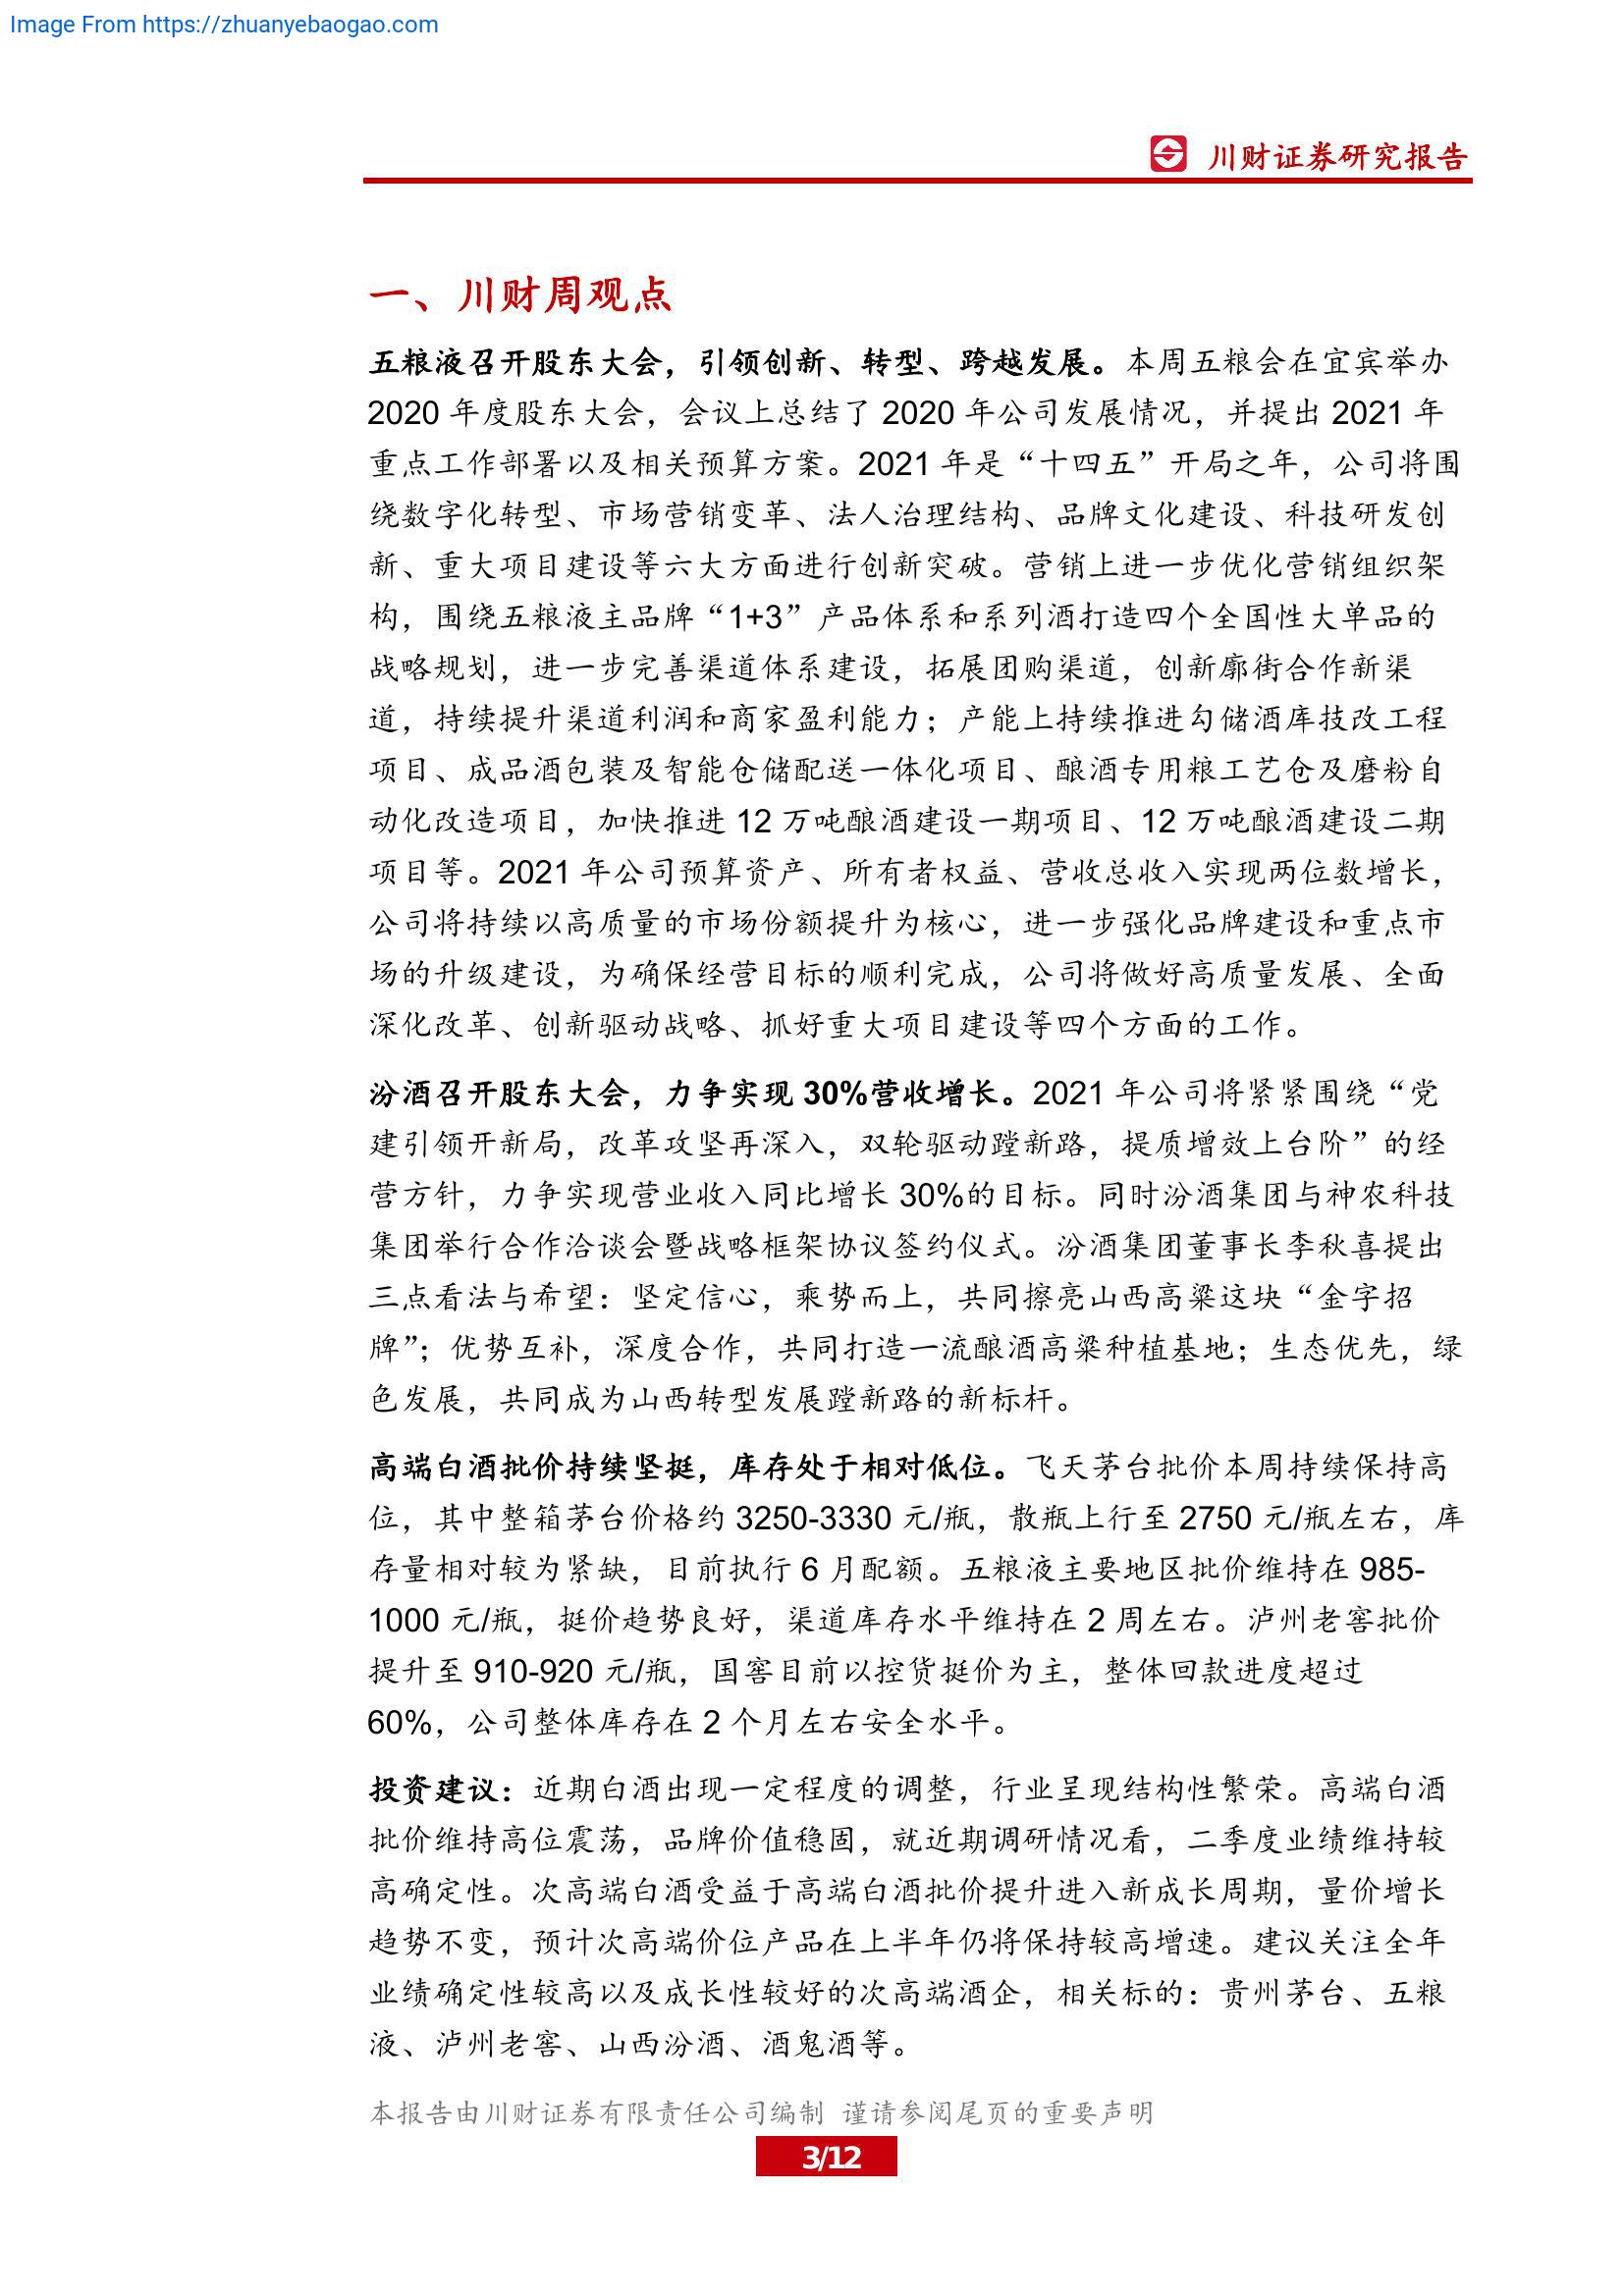 Image From https://zhuanyebaogao.com
川财证券研究报告
一、川财周观点
五粮液召开股东大会，引领创新、转型、跨越发展。本周五粮会在宜宾举办
2020 年度股东大会，会议上总结了 2020 年公司发展情况，并提出 2021 年
重点工作部署以及相关预算方案。2021 年是“十四五”开局之年，公司将围
绕数字化转型、市场营销变革、法人治理结构、品牌文化建设、科技研发创
新、重大项目建设等六大方面进行创新突破。营销上进一步优化营销组织架
构，围绕五粮液主品牌“1+3”产品体系和系列酒打造四个全国性大单品的
战略规划，进一步完善渠道体系建设，拓展团购渠道，创新廓街合作新渠
道，持续提升渠道利润和商家盈利能力；产能上持续推进勾储酒库技改工程
项目、成品酒包装及智能仓储配送一体化项目、酿酒专用粮工艺仓及磨粉自
动化改造项目，加快推进 12 万吨酿酒建设一期项目、12 万吨酿酒建设二期
项目等。2021 年公司预算资产、所有者权益、营收总收入实现两位数增长，
公司将持续以高质量的市场份额提升为核心，进一步强化品牌建设和重点市
场的升级建设，为确保经营目标的顺利完成，公司将做好高质量发展、全面
深化改革、创新驱动战略、抓好重大项目建设等四个方面的工作。
汾酒召开股东大会，力争实现 30%营收增长。2021 年公司将紧紧围绕“党
建引领开新局，改革攻坚再深入，双轮驱动蹚新路，提质增效上台阶”的经
营方针，力争实现营业收入同比增长 30%的目标。同时汾酒集团与神农科技
集团举行合作洽谈会暨战略框架协议签约仪式。汾酒集团董事长李秋喜提出
三点看法与希望：坚定信心，乘势而上，共同擦亮山西高粱这块“金字招
牌”；优势互补，深度合作，共同打造一流酿酒高粱种植基地；生态优先，绿
色发展，共同成为山西转型发展蹚新路的新标杆。
高端白酒批价持续坚挺，库存处于相对低位。飞天茅台批价本周持续保持高
位，其中整箱茅台价格约 3250-3330 元/瓶，散瓶上行至 2750 元/瓶左右，库
存量相对较为紧缺，目前执行 6 月配额。五粮液主要地区批价维持在 985-
1000 元/瓶，挺价趋势良好，渠道库存水平维持在 2 周左右。泸州老窖批价
提升至 910-920 元/瓶，国窖目前以控货挺价为主，整体回款进度超过
60%，公司整体库存在 2 个月左右安全水平。
投资建议：近期白酒出现一定程度的调整，行业呈现结构性繁荣。高端白酒
批价维持高位震荡，品牌价值稳固，就近期调研情况看，二季度业绩维持较
高确定性。次高端白酒受益于高端白酒批价提升进入新成长周期，量价增长
趋势不变，预计次高端价位产品在上半年仍将保持较高增速。建议关注全年
业绩确定性较高以及成长性较好的次高端酒企，相关标的：贵州茅台、五粮
液、泸州老窖、山西汾酒、酒鬼酒等。
本报告由川财证券有限责任公司编制 谨请参阅尾页的重要声明
3/12